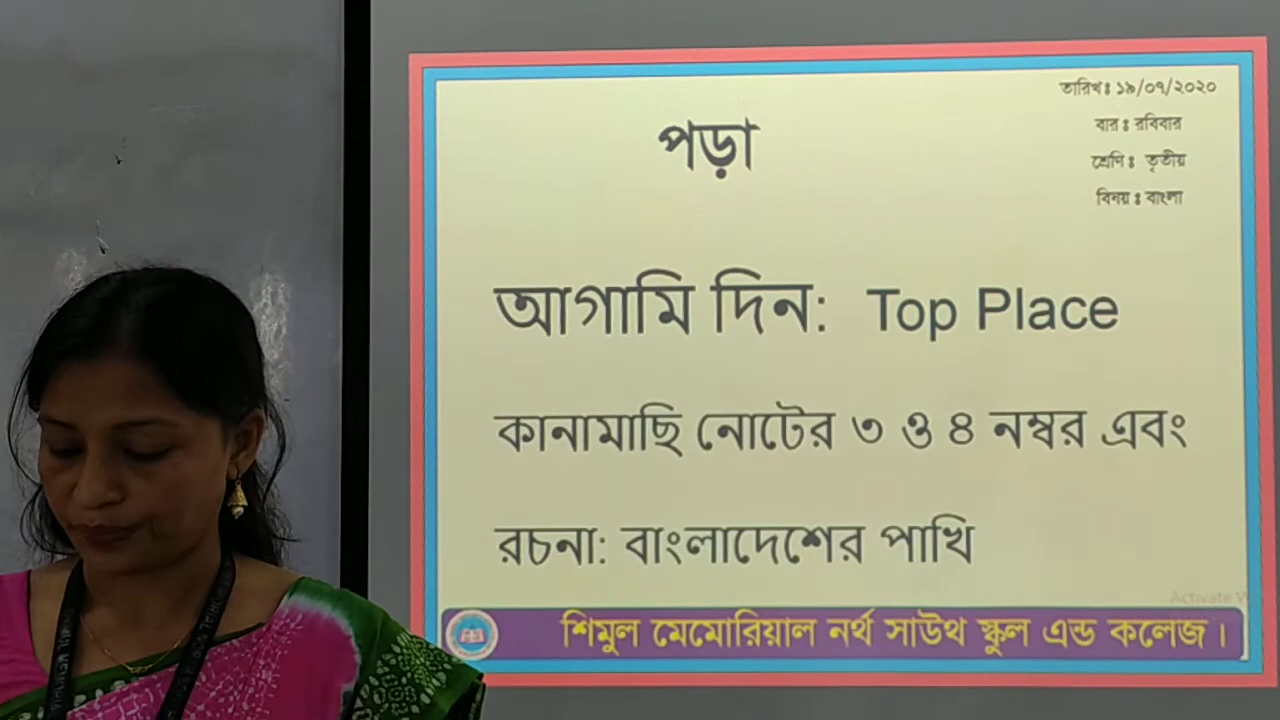 তারিখঃ ১৯/০৭/২০২০
বারঃ রবিবার
শ্রেণিঃ তৃতীয়
বিষয়ঃ বাংলা
পড়া
আগামি দিন: Top Place
কানামাছি নোটের ৩ ও ৪ নম্বর এবং
রচনা: বাংলাদেশের পাখি
Activate
শিমুল মেমোরিয়াল নর্থ সাউথ স্কুল এন্ড কলেজ।